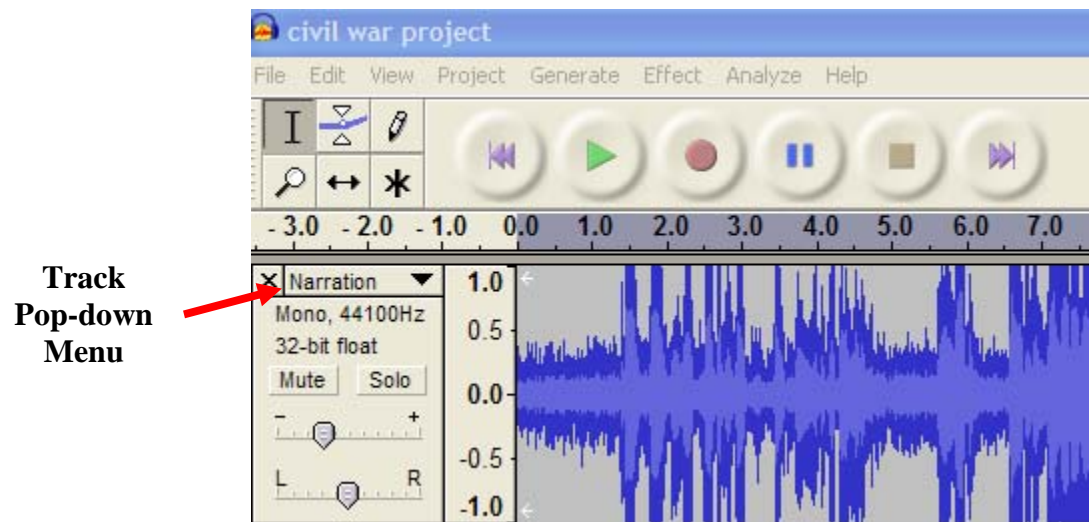 civil war project
File Edit View Project Generate Effect Analyze Help
- 3.0 - 2.0 - 1.0 0.0 1.0 2.0 3.0 4.0 5.0 6.0 7.0
Track
Pop-down
Menu
X Narration
Mono, 44100Hz
32-bit float
Mute Solo
- +
L R
1.0
0.5
0.0
-0.5
-1.0